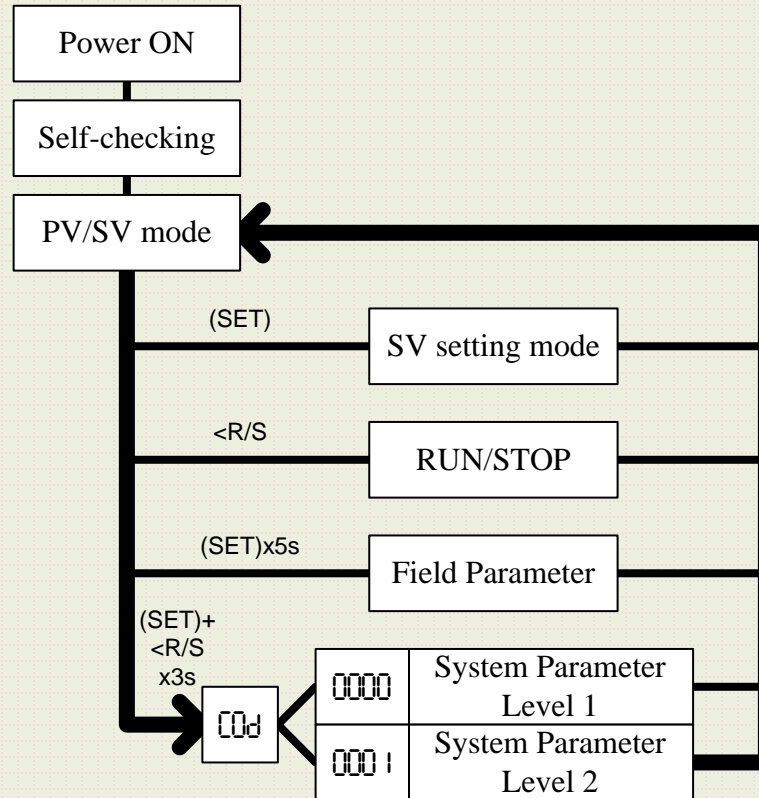 Power ON
Self-checking
PV/SV mode
(SET)
SV setting mode
<R/S
RUN/STOP
(SET)x5s
Field Parameter
(SET)+
<R/S
x3s
COd
0000
System Parameter
Level 1
0001
System Parameter
Level 2